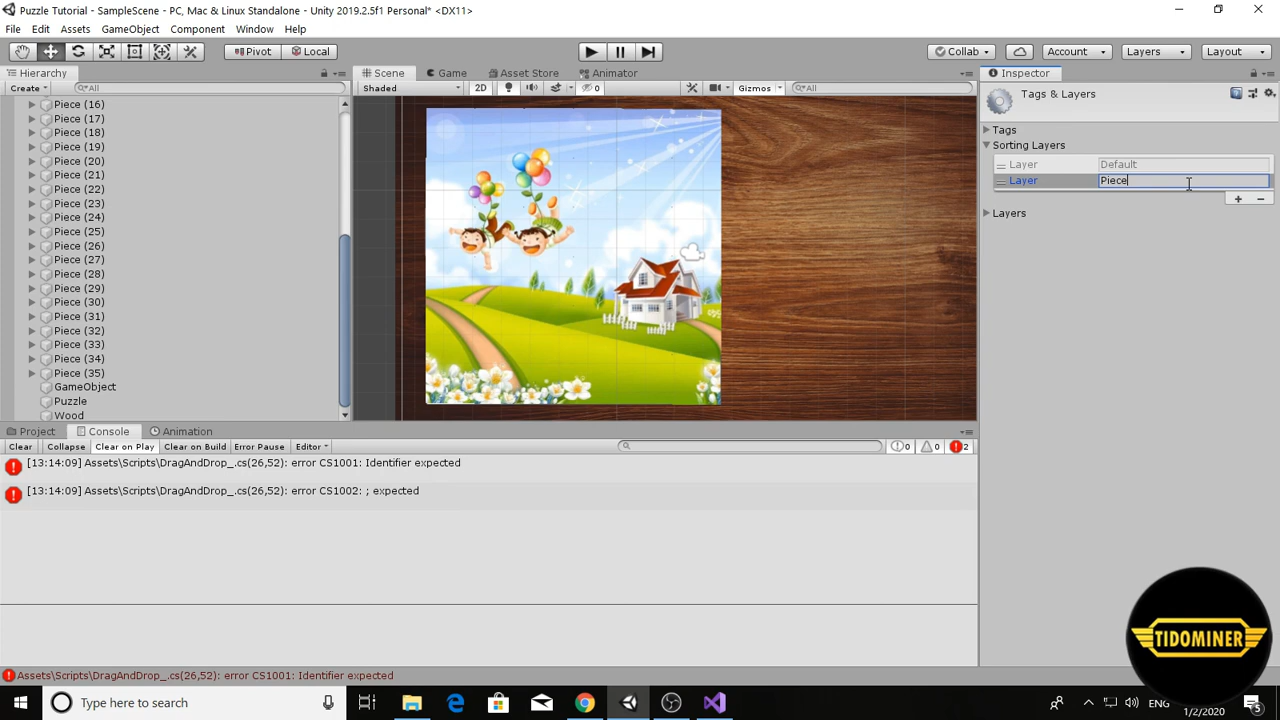 Puzzle Tutorial - SampleScene - PC, Mac & Linux Standalone - Unity 2019.2.5f1 Personal* <DX11>
File Edit Assets GameObject Component Window Help
Pivot Local Collab Account Layers Layout
Hierarchy Scene Game Asset Store Animator Inspector
Create All Shaded 2D 0 Gizmos All
Tags & Layers
Tags
Sorting Layers
Layer Default
Layer Piece
Layers
Piece (16)
Piece (17)
Piece (18)
Piece (19)
Piece (20)
Piece (21)
Piece (22)
Piece (23)
Piece (24)
Piece (25)
Piece (26)
Piece (27)
Piece (28)
Piece (29)
Piece (30)
Piece (31)
Piece (32)
Piece (33)
Piece (34)
Piece (35)
GameObject
Puzzle
Wood
Project Console Animation
Clear Collapse Clear on Play Clear on Build Error Pause Editor 0 0 2
[13:14:09] Assets\Scripts\DragAndDrop_.cs(26,52): error CS1001: Identifier expected
[13:14:09] Assets\Scripts\DragAndDrop_.cs(26,52): error CS1002: ; expected
TIDOMINER
Assets\Scripts\DragAndDrop_.cs(26,52): error CS1001: Identifier expected
Type here to search
ENG
1/2/2020
5